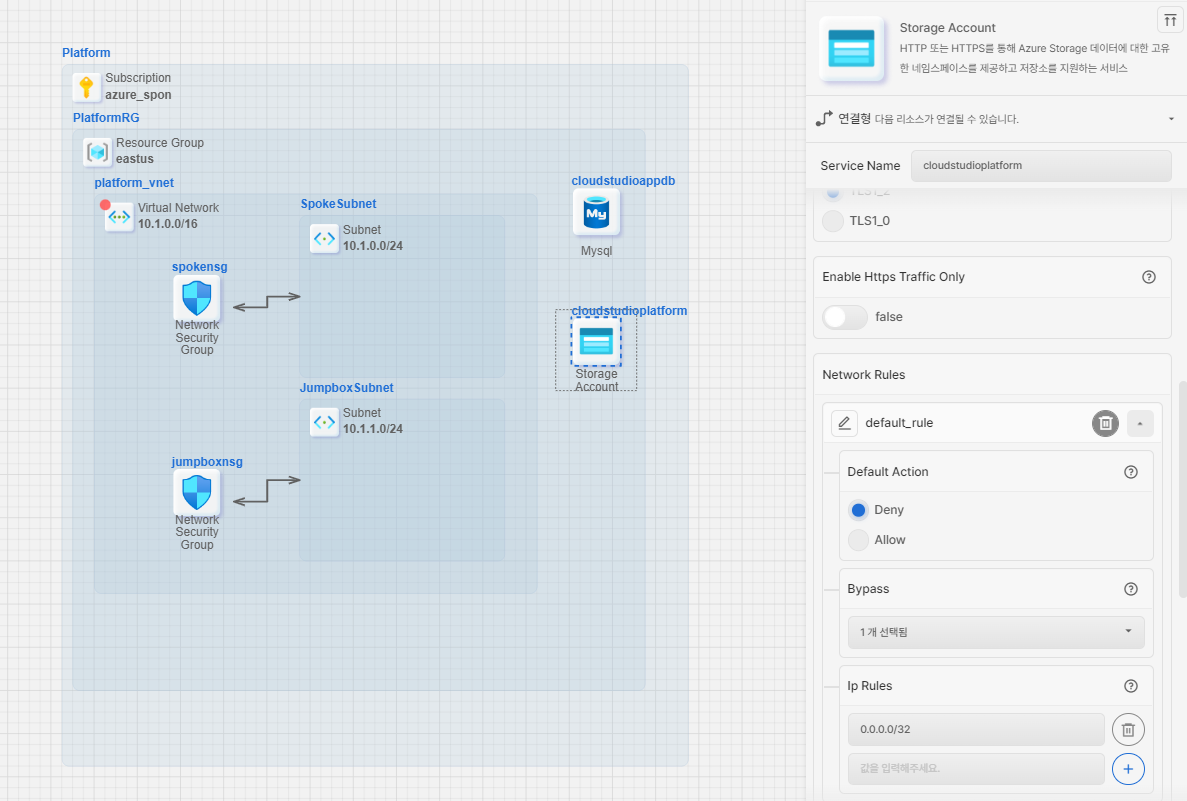 Platform
Subscription
azure_spon
PlatformRG
Resource Group
eastus
platform_vnet
Virtual Network
10.1.0.0/16
SpokeSubnet
Subnet
10.1.0.0/24
spokensg
Network
Security
Group
JumpboxSubnet
Subnet
10.1.1.0/24
jumpboxnsg
Network
Security
Group
cloudstudioappdb
My
Mysql
cloudstudioplatform
Storage
Account
Storage Account
HTTP 또는 HTTPS를 통해 Azure Storage 데이터에 대한 고유
한 네임스페이스를 제공하고 저장소를 지원하는 서비스
연결형 다음 리소스가 연결될 수 있습니다.
Service Name
cloudstudioplatform
TLS1_2
TLS1_0
Enable Https Traffic Only
false
Network Rules
default_rule
Default Action
Deny
Allow
Bypass
1 개 선택됨
Ip Rules
0.0.0.0/32
값을 입력해주세요.